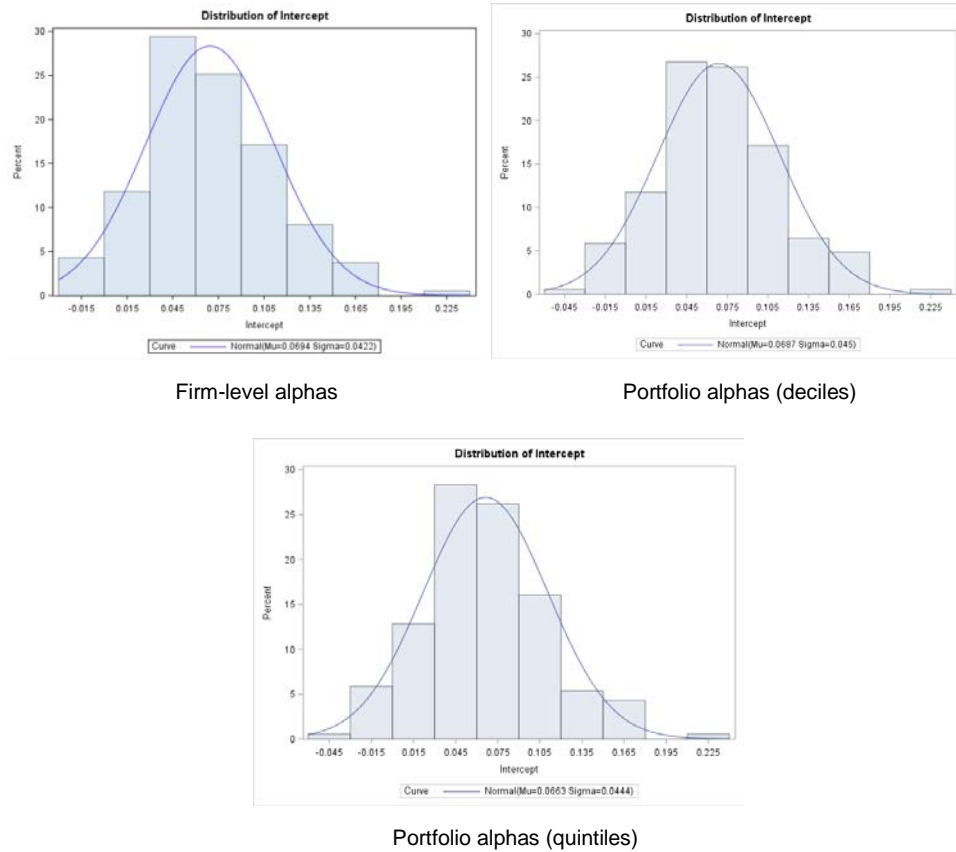 Distribution of Intercept
30
25
20
15
10
5
0
Percent
-0.015 0.015 0.045 0.075 0.105 0.135 0.165 0.195 0.225
Intercept
Curve Normal(Mu=0.0694 Sigma=0.0422)
Firm-level alphas
Distribution of Intercept
30
25
20
15
10
5
0
Percent
-0.045 -0.015 0.015 0.045 0.075 0.105 0.135 0.165 0.195 0.225
Intercept
Curve Normal(Mu=0.0687 Sigma=0.045)
Portfolio alphas (deciles)
Distribution of Intercept
30
25
20
15
10
5
0
Percent
-0.045 -0.015 0.015 0.045 0.075 0.105 0.135 0.165 0.195 0.225
Intercept
Curve Normal(Mu=0.0663 Sigma=0.0444)
Portfolio alphas (quintiles)